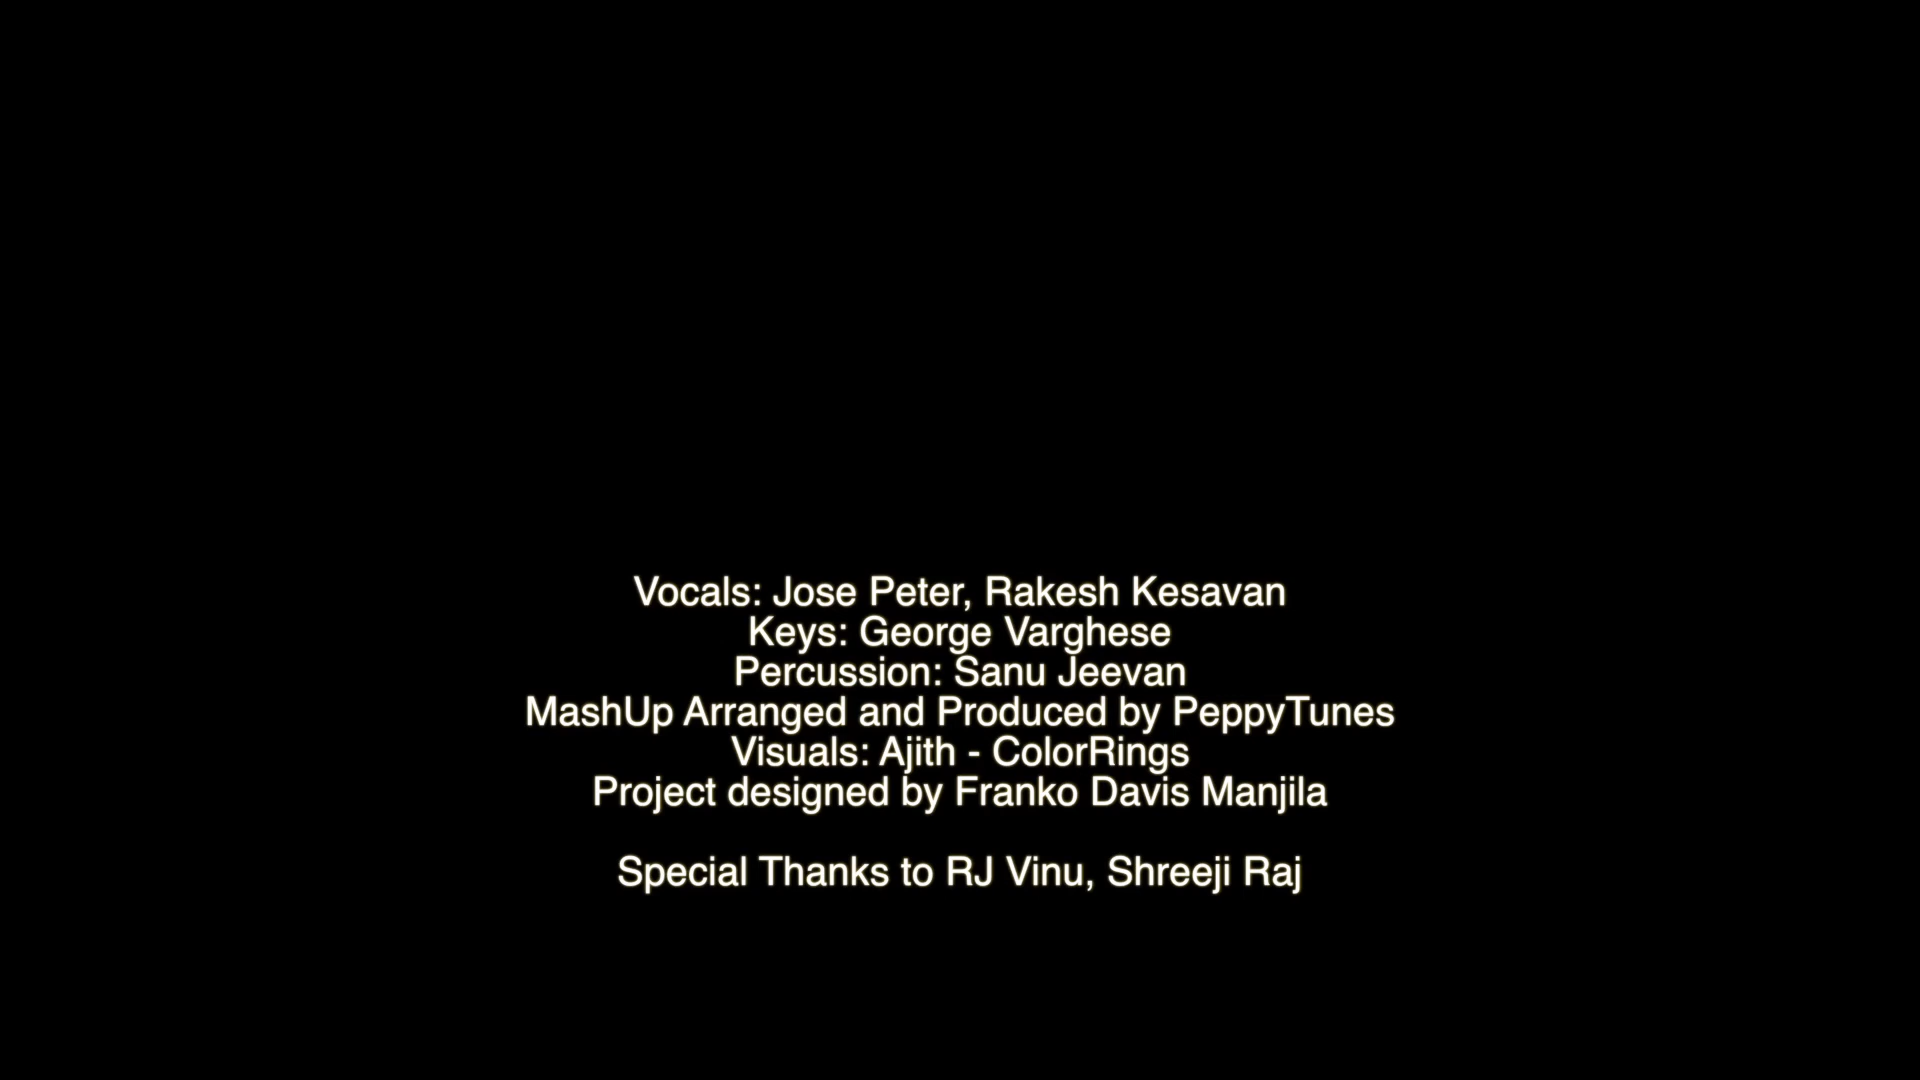 Vocals: Jose Peter, Rakesh Kesavan
Keys: George Varghese
Percussion: Sanu Jeevan
MashUp Arranged and Produced by PeppyTunes
Visuals: Ajith - ColorRings
Project designed by Franko Davis Manjila
Special Thanks to RJ Vinu, Shreeji Raj